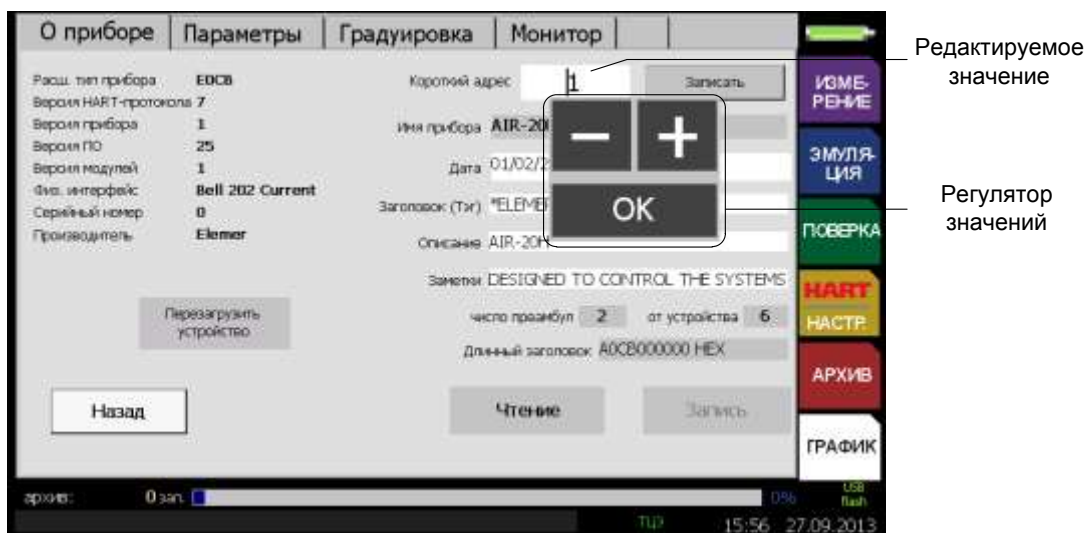 О приборе Параметры Градуировка Монитор
Редактируемое
значение
Расш. тип прибора E0CB
Короткий адрес 1 Записать
Версия HART-протокола 7
Версия прибора 1
Имя прибора AIR-20
Версия ПО 25
Дата 01/02/2
Версия модулей 1
Физ. интерфейс Bell 202 Current
Заголовок (Тэг) *ELEMER
Серийный номер 0
Производитель Elemer
Описание AIR-20H
Заметки DESIGNED TO CONTROL THE SYSTEMS
число преамбул 2 от устройства 6
Длинный заголовок A0CB000000 HEX
− +
OK
Регулятор
значений
Перезагрузить
устройство
Назад Чтение Запись
ИЗМЕ-
РЕНИЕ
ЭМУЛЯ-
ЦИЯ
ПОВЕРКА
HART
НАСТР.
АРХИВ
ГРАФИК
архив: 0 зап. 0% USB
flash
ТЦЭ 15:56 27.09.2013